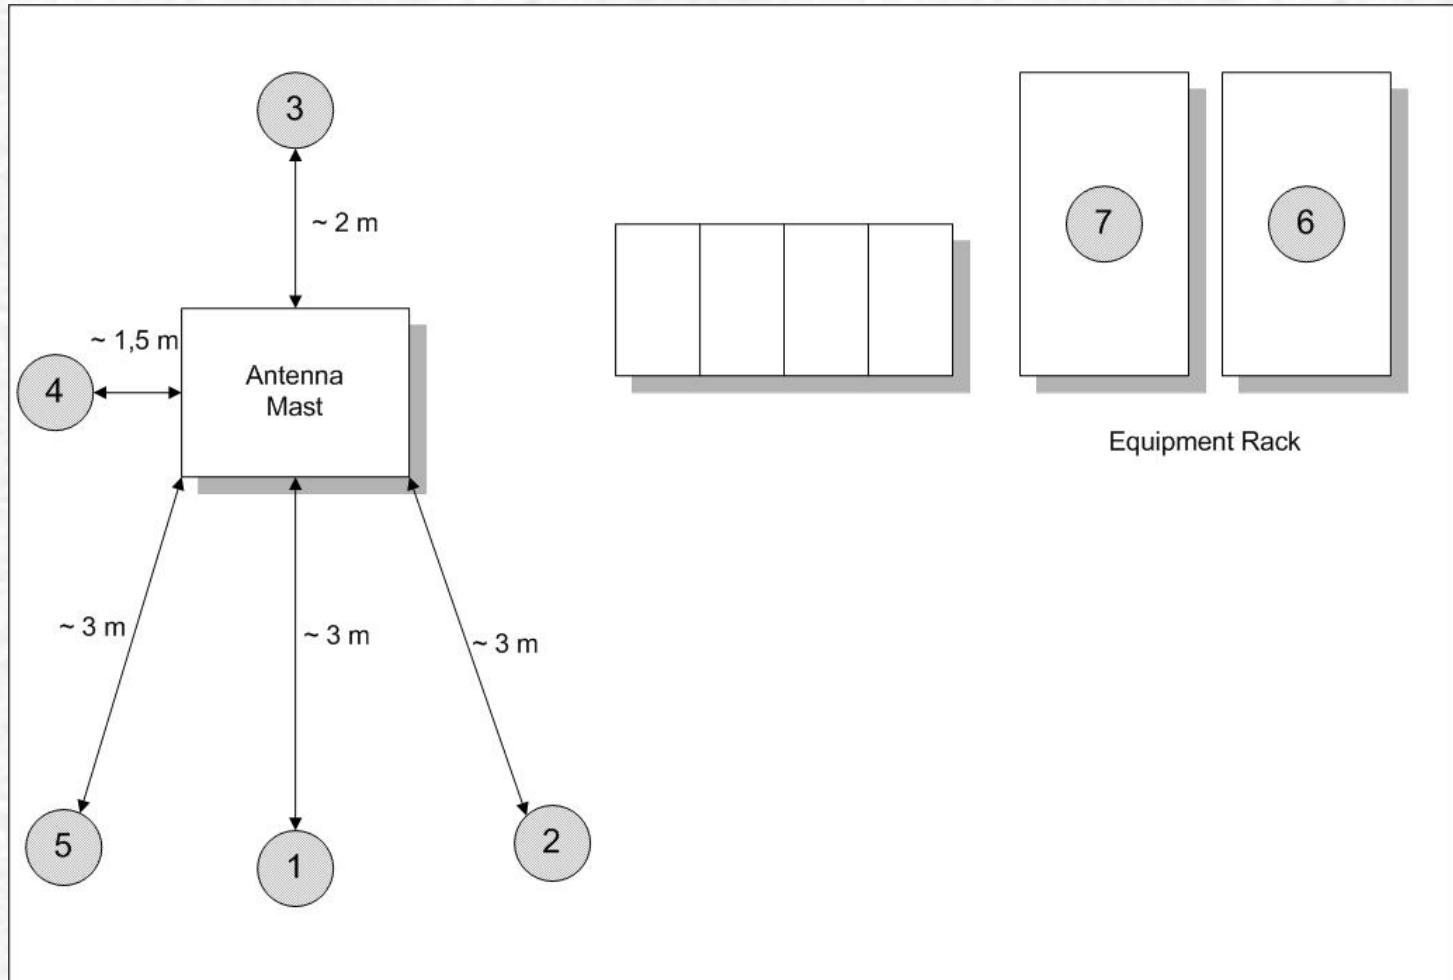 3
~ 2 m
7
6
~ 1,5 m
4
Antenna
Mast
Equipment Rack
~ 3 m
~ 3 m
~ 3 m
5
1
2